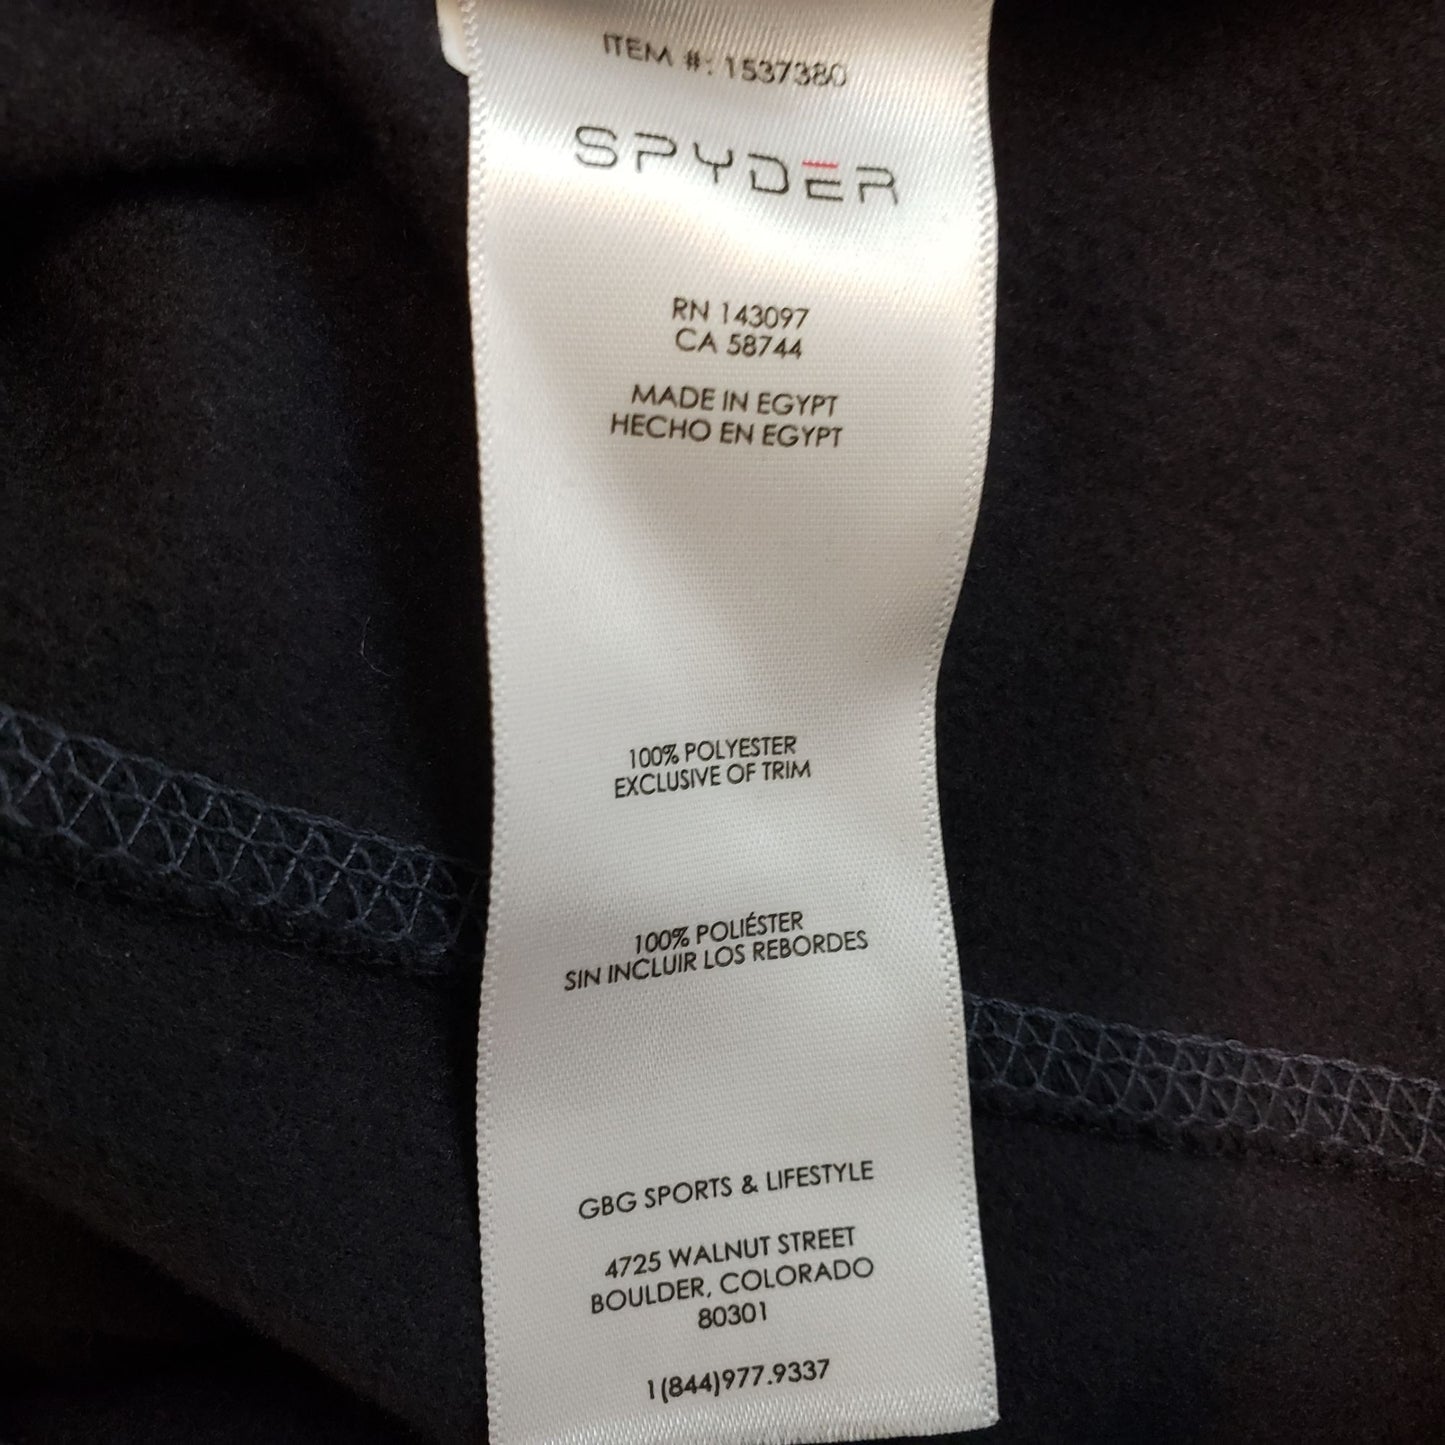 ITEM #: 1537380
SPYDER
RN 143097
CA 58744
MADE IN EGYPT
HECHO EN EGYPT
100% POLYESTER
EXCLUSIVE OF TRIM
100% POLIÉSTER
SIN INCLUIR LOS REBORDES
GBG SPORTS & LIFESTYLE
4725 WALNUT STREET
BOULDER, COLORADO
80301
1(844)977.9337